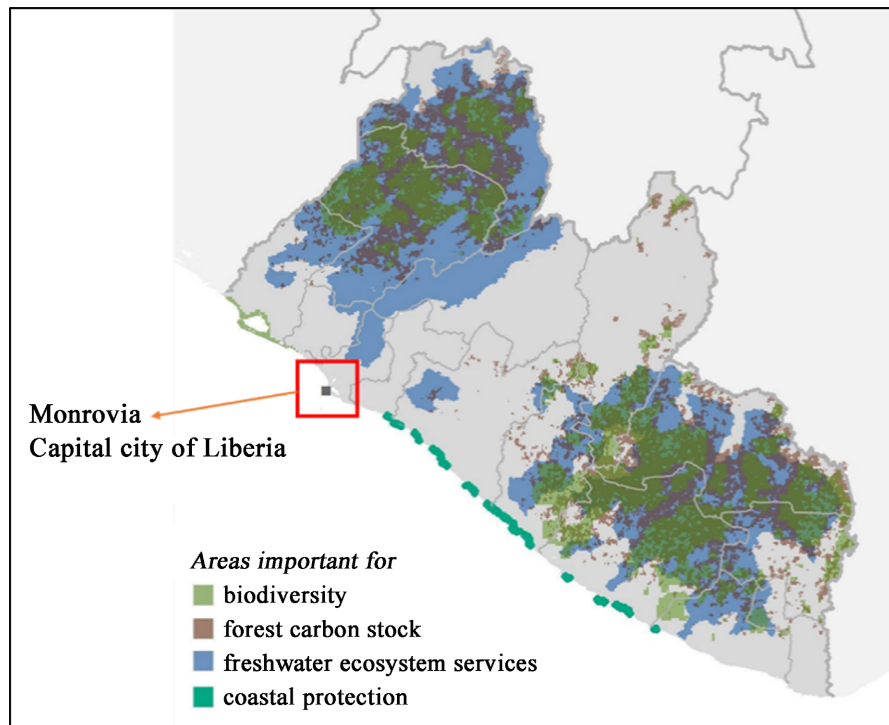 Monrovia
Capital city of Liberia
Areas important for
biodiversity
forest carbon stock
freshwater ecosystem services
coastal protection